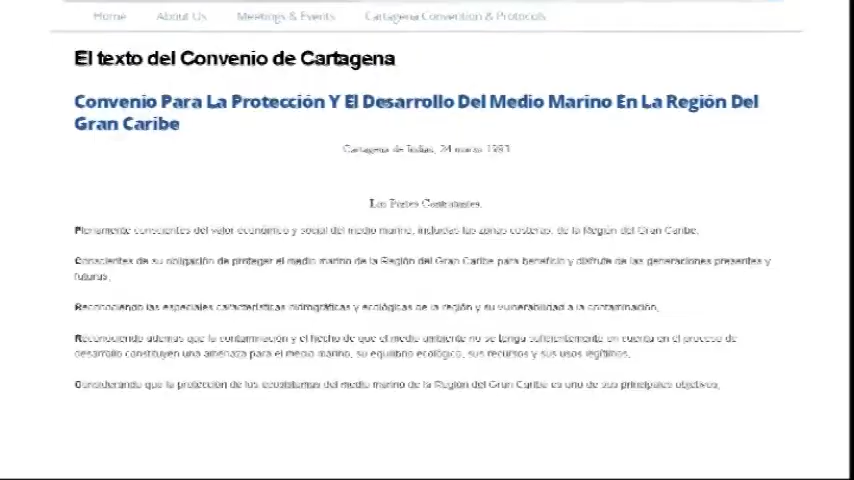 Home About Us Meetings & Events Cartagena Convention & Protocols
El texto del Convenio de Cartagena
Convenio Para La Protección Y El Desarrollo Del Medio Marino En La Región Del
Gran Caribe
Cartagena de Indias, 24 marzo
Las Partes Contratantes,
Plenamente conscientes del valor económico y social del medio marino, incluidas las zonas costeras, de la Región del Gran Caribe,
Conscientes de su obligación de proteger el medio marino de la Región del Gran Caribe para beneficio y disfrute de las generaciones presentes y
futuras,
Reconociendo las especiales características hidrográficas y ecológicas de la región y su vulnerabilidad a la contaminación,
Reconociendo además que la contaminación y el hecho de que el medio ambiente no se tenga suficientemente en cuenta en el proceso de
desarrollo constituyen una amenaza para el medio marino, su equilibrio ecológico, sus recursos y sus usos legítimos,
Considerando que la protección de los ecosistemas del medio marino de la Región del Gran Caribe es uno de sus principales objetivos,